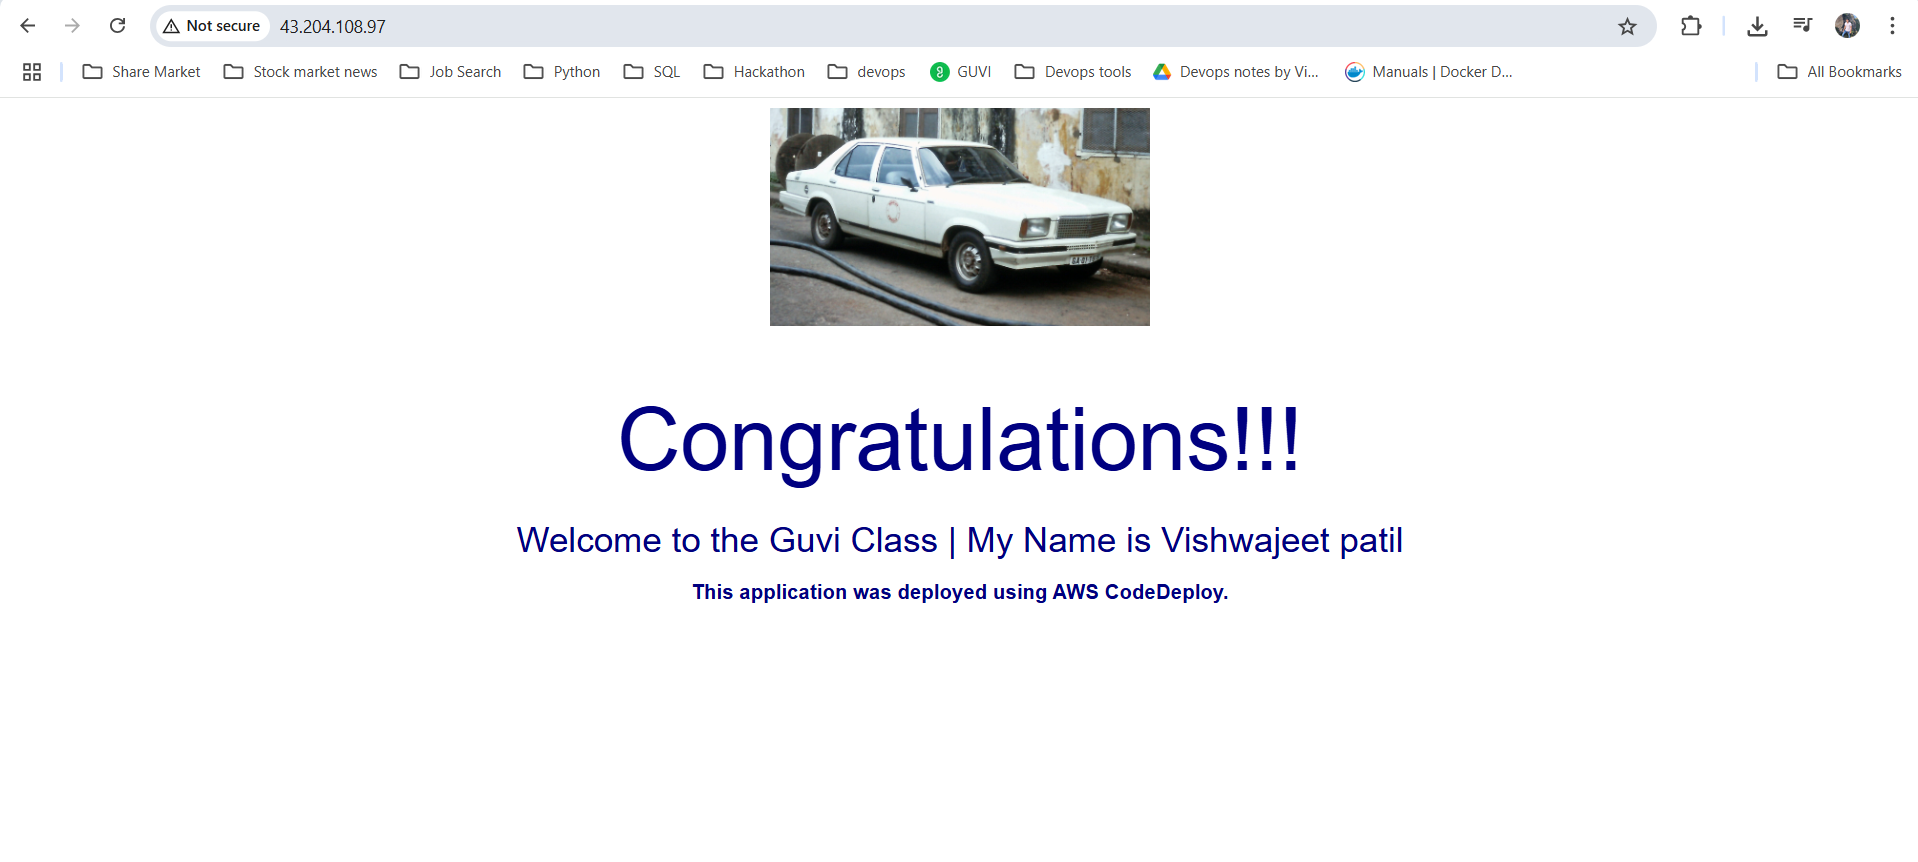 Not secure 43.204.108.97
Share Market Stock market news Job Search Python SQL Hackathon devops GUVI Devops tools Devops notes by Vi... Manuals | Docker D... All Bookmarks
Congratulations!!!
Welcome to the Guvi Class | My Name is Vishwajeet patil
This application was deployed using AWS CodeDeploy.